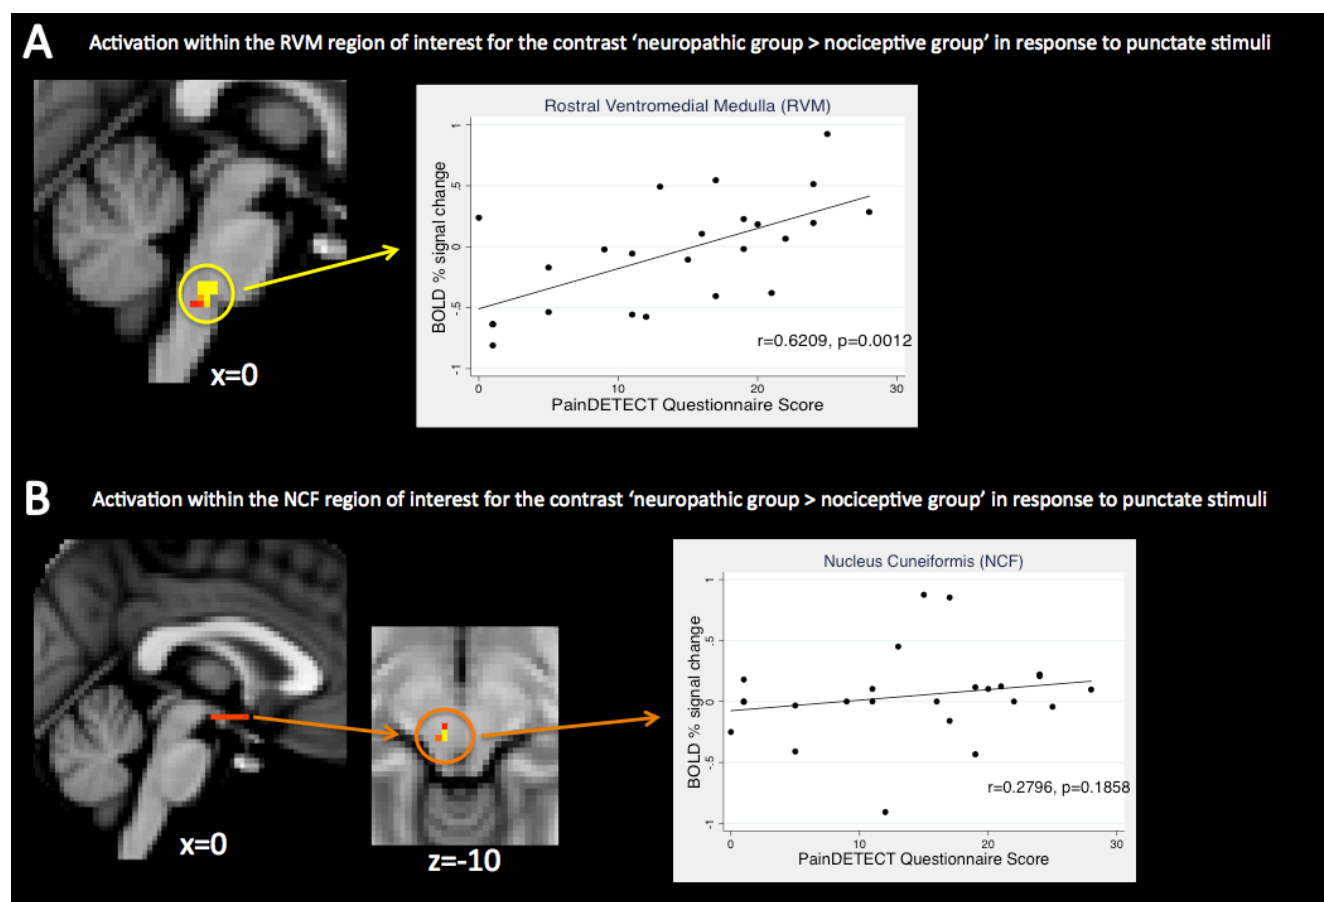 A Activation within the RVM region of interest for the contrast ‘neuropathic group > nociceptive group’ in response to punctate stimuli
Rostral Ventromedial Medulla (RVM)
BOLD % signal change
1
.5
0
-.5
-1
r=0.6209, p=0.0012
0 10 20 30
PainDETECT Questionnaire Score
x=0
B Activation within the NCF region of interest for the contrast ‘neuropathic group > nociceptive group’ in response to punctate stimuli
Nucleus Cuneiformis (NCF)
BOLD % signal change
1
.5
0
-.5
-1
r=0.2796, p=0.1858
0 10 20 30
PainDETECT Questionnaire Score
x=0
z=-10